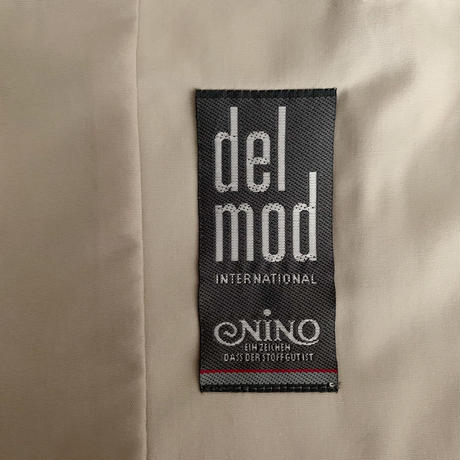 del
mod
INTERNATIONAL
NINO
EIN ZEICHEN
DASS DER STOFF GUT IST